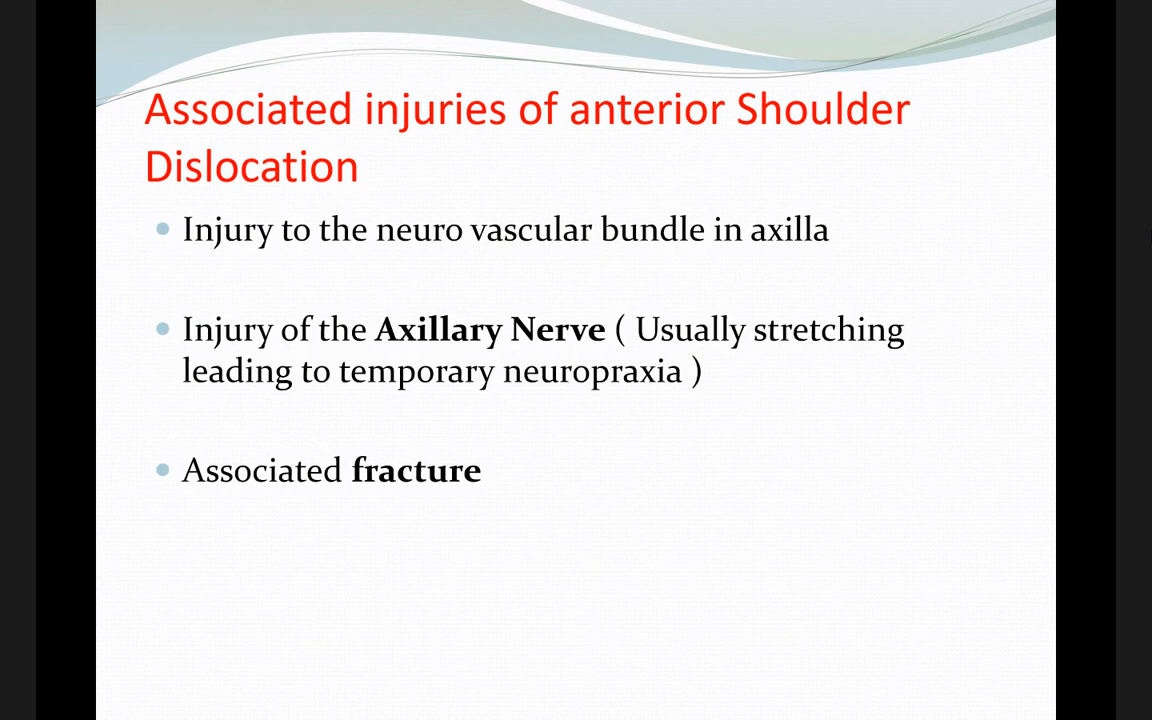 Associated injuries of anterior Shoulder
Dislocation
Injury to the neuro vascular bundle in axilla
Injury of the Axillary Nerve ( Usually stretching
leading to temporary neuropraxia )
Associated fracture